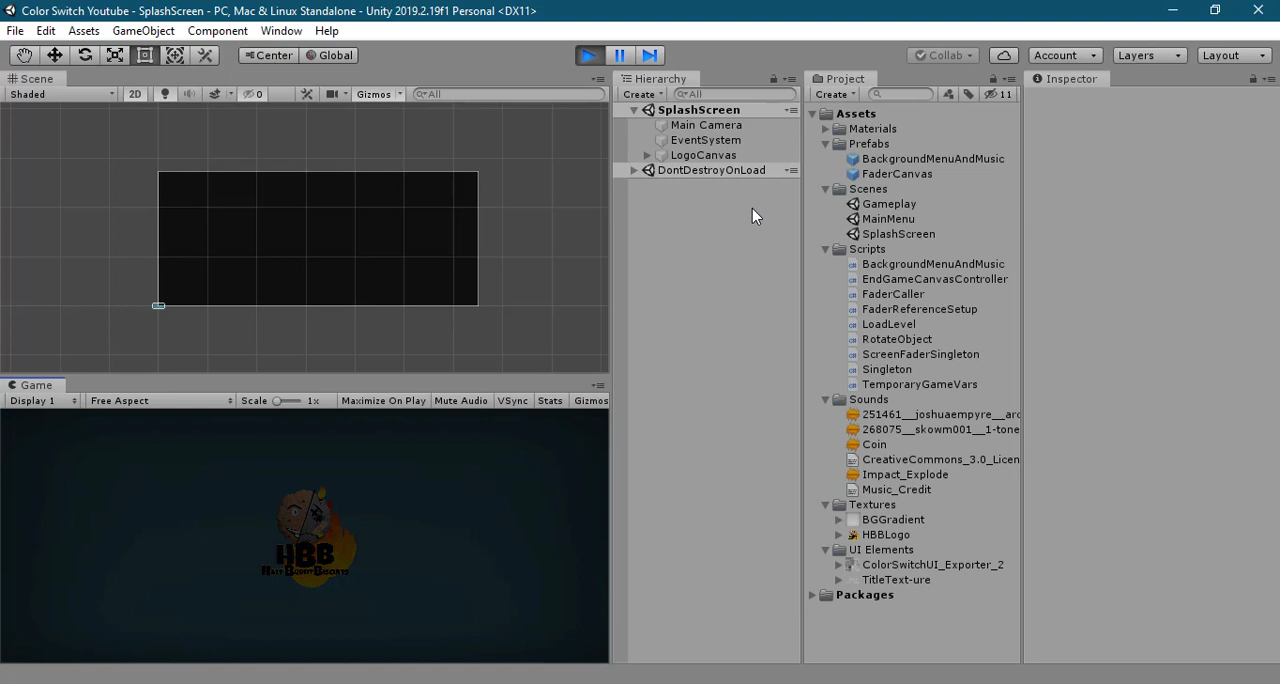 Color Switch Youtube - SplashScreen - PC, Mac & Linux Standalone - Unity 2019.2.19f1 Personal <DX11>
File Edit Assets GameObject Component Window Help
Center Global Collab Account Layers Layout
Scene
Shaded 2D 0 Gizmos All
Hierarchy
Create All
SplashScreen
Main Camera
EventSystem
LogoCanvas
DontDestroyOnLoad
Project
Create 11
Assets
Materials
Prefabs
BackgroundMenuAndMusic
FaderCanvas
Scenes
Gameplay
MainMenu
SplashScreen
Scripts
BackgroundMenuAndMusic
EndGameCanvasController
FaderCaller
FaderReferenceSetup
LoadLevel
RotateObject
ScreenFaderSingleton
Singleton
TemporaryGameVars
Sounds
251461__joshuaempyre__arc
268075__skowm001__1-tone
Coin
CreativeCommons_3.0_Licen
Impact_Explode
Music_Credit
Textures
BGGradient
HBBLogo
UI Elements
ColorSwitchUI_Exporter_2
TitleText-ure
Packages
Inspector
Game
Display 1 Free Aspect Scale 1x Maximize On Play Mute Audio VSync Stats Gizmos
HBB
Half Buddy Biscuits